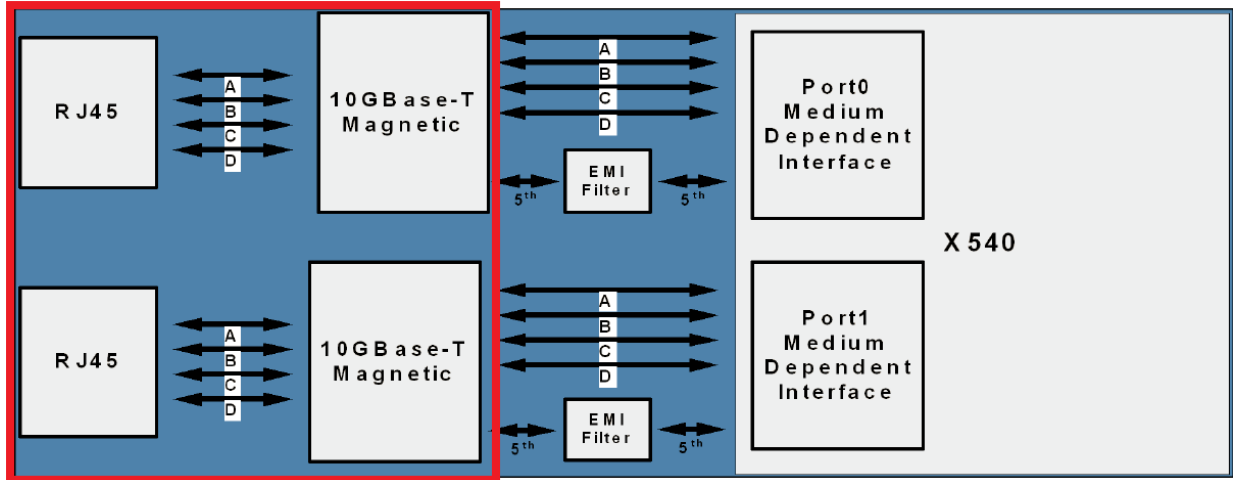 RJ45
A
B
C
D
10GBase-T
Magnetic
A
B
C
D
5th
EMI
Filter
5th
Port0
Medium
Dependent
Interface
X540
RJ45
A
B
C
D
10GBase-T
Magnetic
A
B
C
D
5th
EMI
Filter
5th
Port1
Medium
Dependent
Interface